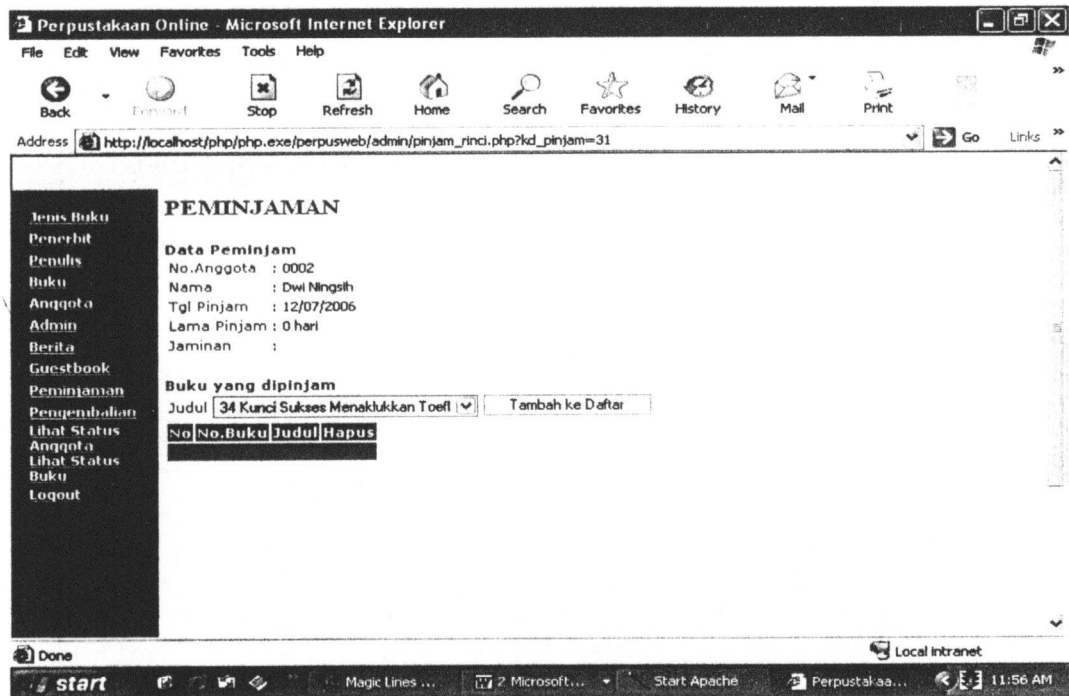 Perpustakaan Online - Microsoft Internet Explorer
File Edit View Favorites Tools Help
Back Forward Stop Refresh Home Search Favorites History Mail Print
Address http://localhost/php/php.exe/perpusweb/admin/pinjam_rinci.php?kd_pinjam=31 Go Links
Jenis Buku
Penerbit
Penulis
Buku
Anggota
Admin
Berita
Guestbook
Peminjaman
Pengembalian
Lihat Status
Anggota
Lihat Status
Buku
Logout
PEMINJAMAN
Data Peminjam
No.Anggota : 0002
Nama : Dwi Ningsih
Tgl Pinjam : 12/07/2006
Lama Pinjam : 0 hari
Jaminan :
Buku yang dipinjam
Judul 34 Kunci Sukses Menaklukkan Toefl Tambah ke Daftar
No No.Buku Judul Hapus
Done Local intranet
start Magic Lines ... 2 Microsoft... Start Apache Perpustakaa... 11:56 AM